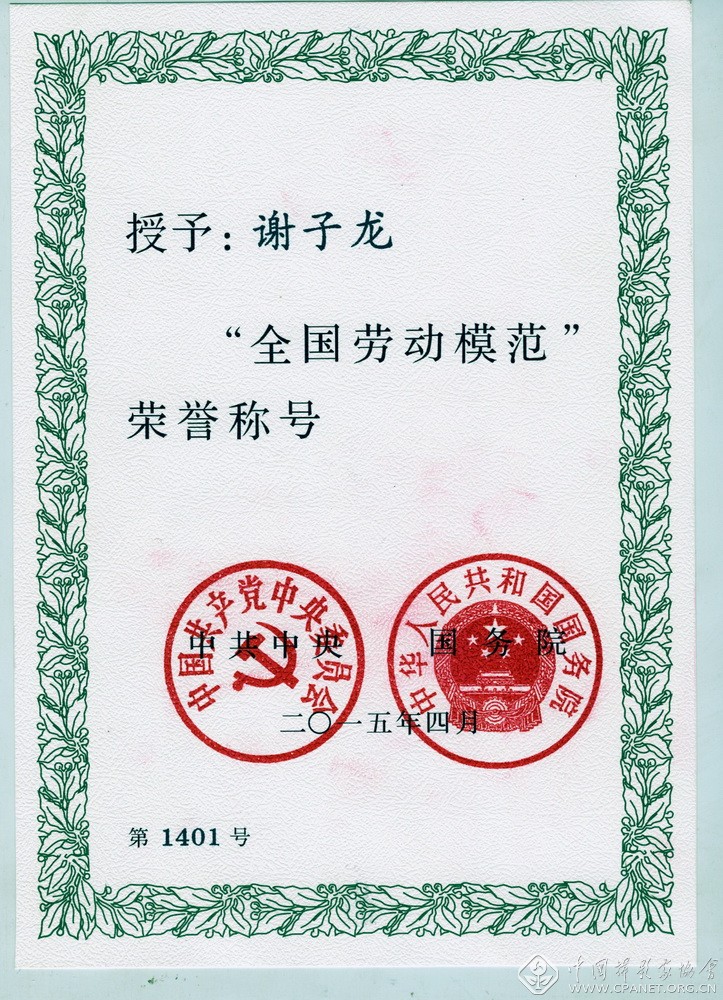 授予：谢子龙
“全国劳动模范”
荣誉称号
中国共产党中央委员会
中华人民共和国国务院
中共中央 国务院
二〇一五年四月
第 1401 号
中国摄影家协会
WWW.CPANET.ORG.CN